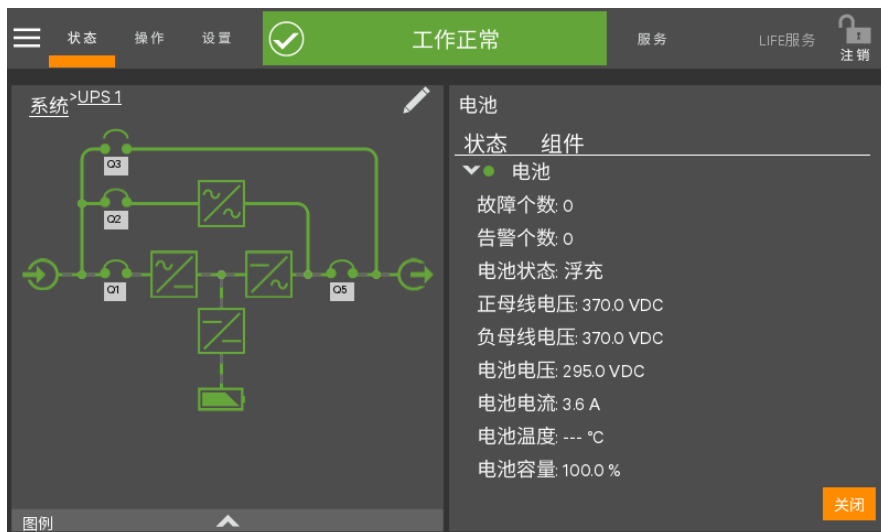 状态 操作 设置 工作正常 服务 LIFE服务 注销
系统>UPS 1
Q3
Q2
Q1
Q5
图例
电池
状态 组件
电池
故障个数: 0
告警个数: 0
电池状态: 浮充
正母线电压: 370.0 VDC
负母线电压: 370.0 VDC
电池电压: 295.0 VDC
电池电流: 3.6 A
电池温度: --- °C
电池容量: 100.0 %
关闭